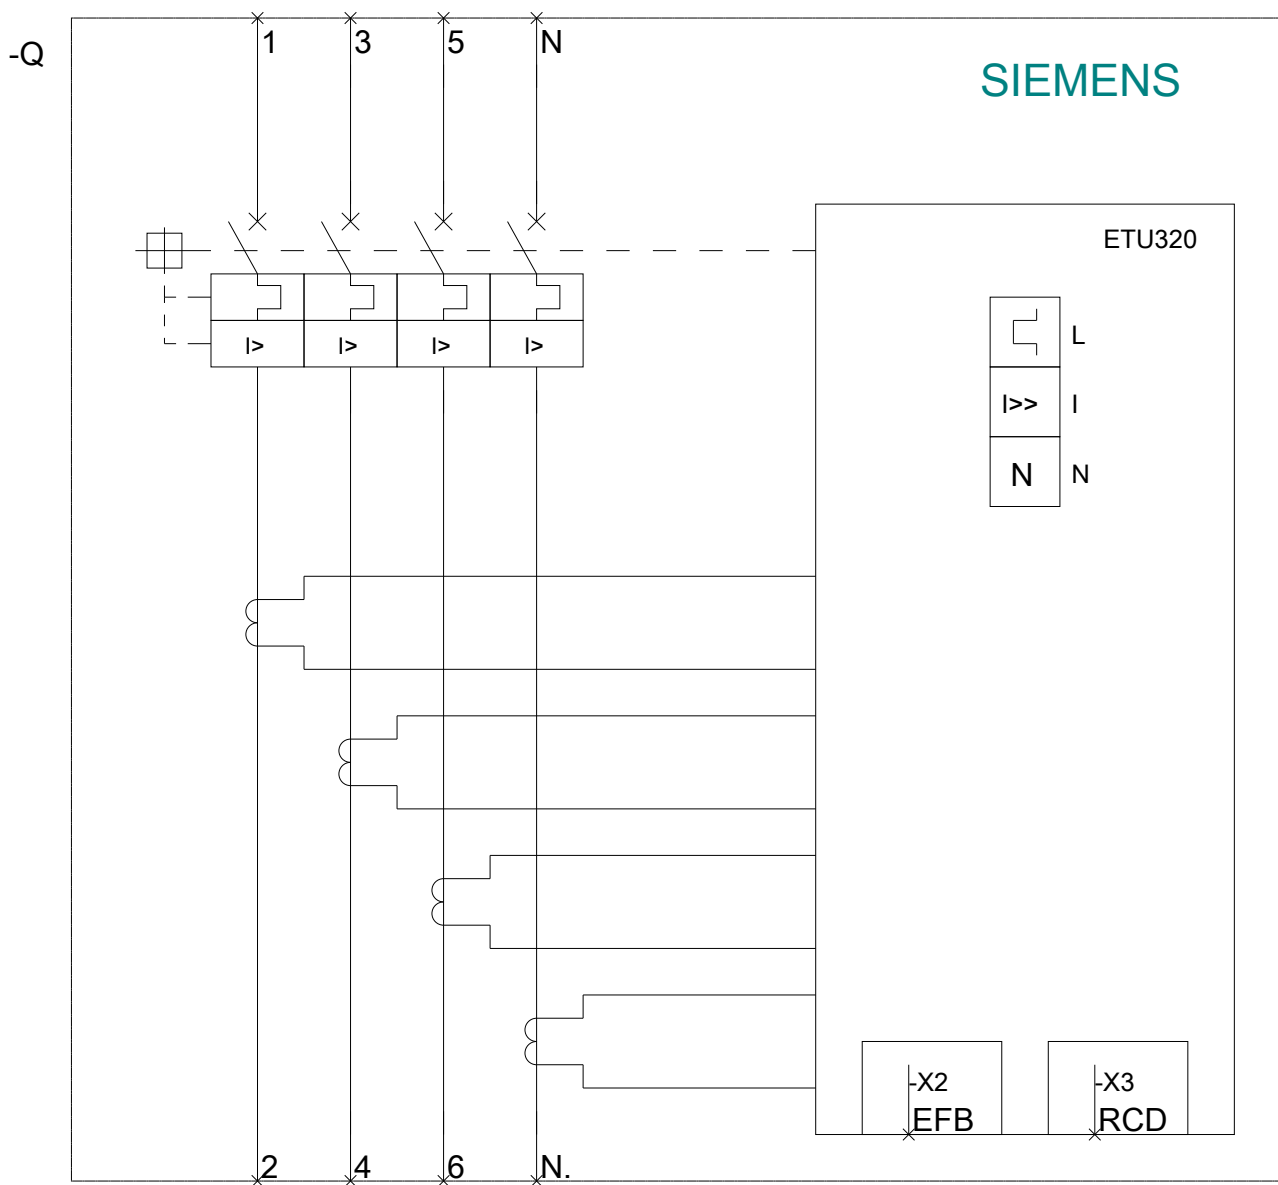 1 3 5 N
-Q
SIEMENS
ETU320
L
I> I> I> I>
I>> I
N N
-X2 -X3
EFB RCD
2 4 6 N.